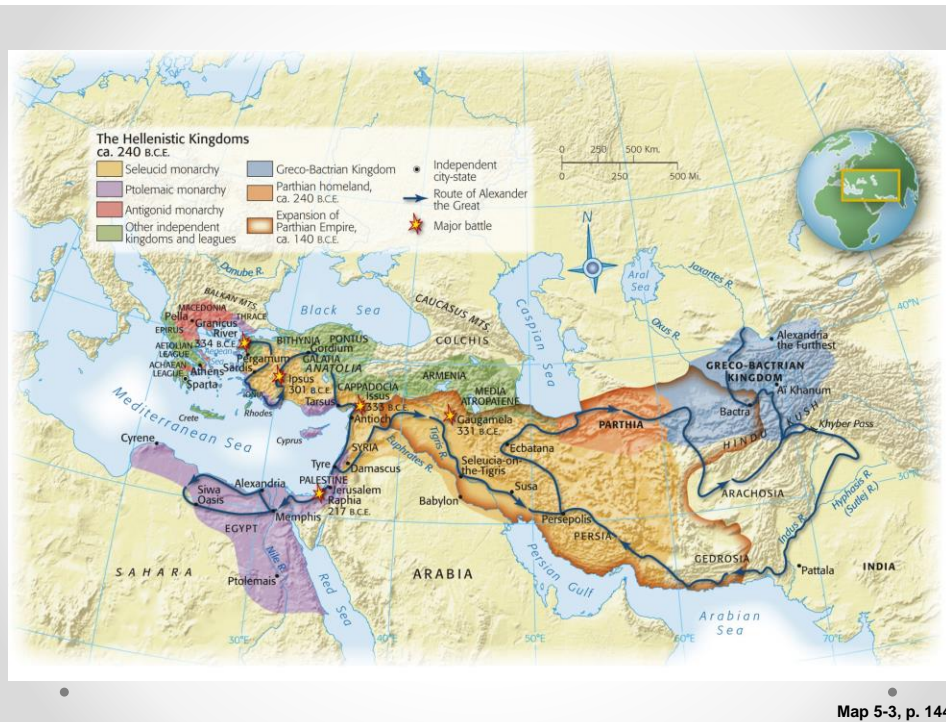 The Hellenistic Kingdoms
ca. 240 B.C.E.
Seleucid monarchy
Ptolemaic monarchy
Antigonid monarchy
Other independent
kingdoms and leagues
Greco-Bactrian Kingdom
Parthian homeland,
ca. 240 B.C.E.
Expansion of
Parthian Empire,
ca. 140 B.C.E.
Independent
city-state
Route of Alexander
the Great
Major battle
0 250 500 Km.
0 250 500 Mi.
N
Danube R.
BALKAN MTS.
Black Sea
CAUCASUS MTS.
Caspian Sea
Aral
Sea
Jaxartes R.
Oxus R.
40°N
MACEDONIA
Pella
THRACE
Granicus
River
334 B.C.E.
EPIRUS
AETOLIAN
LEAGUE
Aegean
Sea
ACHAEAN
LEAGUE
Athens
Sparta
Pergamum
Sardis
BITHYNIA
PONTUS
Gordium
GALATIA
ANATOLIA
Ipsus
301 B.C.E.
CAPPADOCIA
Issus
333 B.C.E.
Tarsus
Antioch
COLCHIS
ARMENIA
MEDIA
ATROPATENE
Gaugamela
331 B.C.E.
Alexandria
the Furthest
GRECO-BACTRIAN
KINGDOM
Aï Khanum
Bactra
HINDU KUSH
Khyber Pass
PARTHIA
Ecbatana
Mediterranean Sea
Crete
Rhodes
Cyprus
Cyrene
SYRIA
Tyre
Damascus
Euphrates R.
Tigris R.
Seleucia-on-
the-Tigris
Susa
Babylon
Persepolis
PERSIA
ARACHOSIA
GEDROSIA
Indus R.
Hyphasis R.
(Sutlej R.)
30°N
PALESTINE
Jerusalem
Raphia
217 B.C.E.
Alexandria
Siwa
Oasis
Memphis
EGYPT
Nile R.
Ptolemais
SAHARA
Red Sea
ARABIA
Persian Gulf
Pattala
INDIA
Arabian
Sea
30°E
40°E
50°E
60°E
70°E
Map 5-3, p. 144